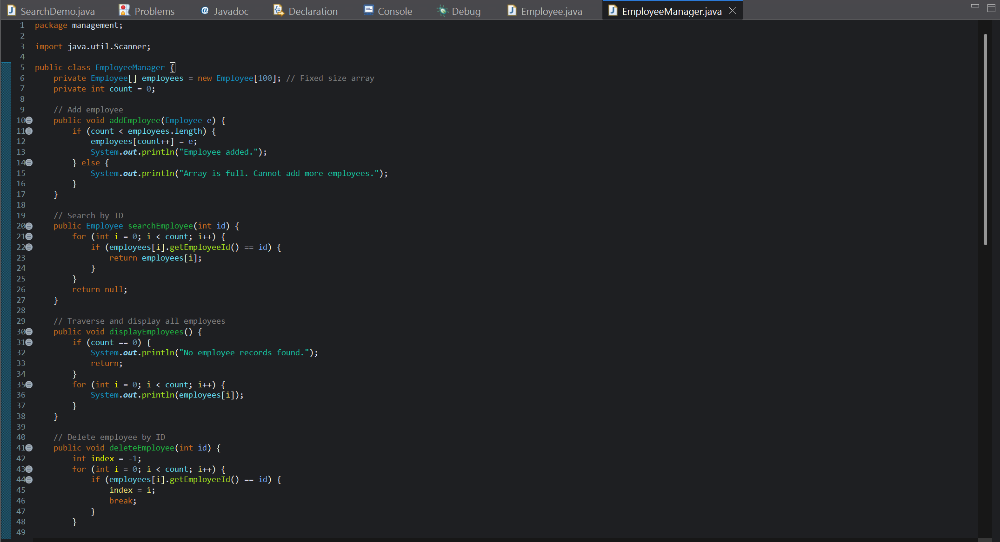 SearchDemo.java Problems @ Javadoc Declaration Console Debug Employee.java EmployeeManager.java
1 package management;
2
3 import java.util.Scanner;
4
5 public class EmployeeManager {
6     private Employee[] employees = new Employee[100]; // Fixed size array
7     private int count = 0;
8
9     // Add employee
10     public void addEmployee(Employee e) {
11         if (count < employees.length) {
12             employees[count++] = e;
13             System.out.println("Employee added.");
14         } else {
15             System.out.println("Array is full. Cannot add more employees.");
16         }
17     }
18
19     // Search by ID
20     public Employee searchEmployee(int id) {
21         for (int i = 0; i < count; i++) {
22             if (employees[i].getEmployeeId() == id) {
23                 return employees[i];
24             }
25         }
26         return null;
27     }
28
29     // Traverse and display all employees
30     public void displayEmployees() {
31         if (count == 0) {
32             System.out.println("No employee records found.");
33             return;
34         }
35         for (int i = 0; i < count; i++) {
36             System.out.println(employees[i]);
37         }
38     }
39
40     // Delete employee by ID
41     public void deleteEmployee(int id) {
42         int index = -1;
43         for (int i = 0; i < count; i++) {
44             if (employees[i].getEmployeeId() == id) {
45                 index = i;
46                 break;
47             }
48         }
49